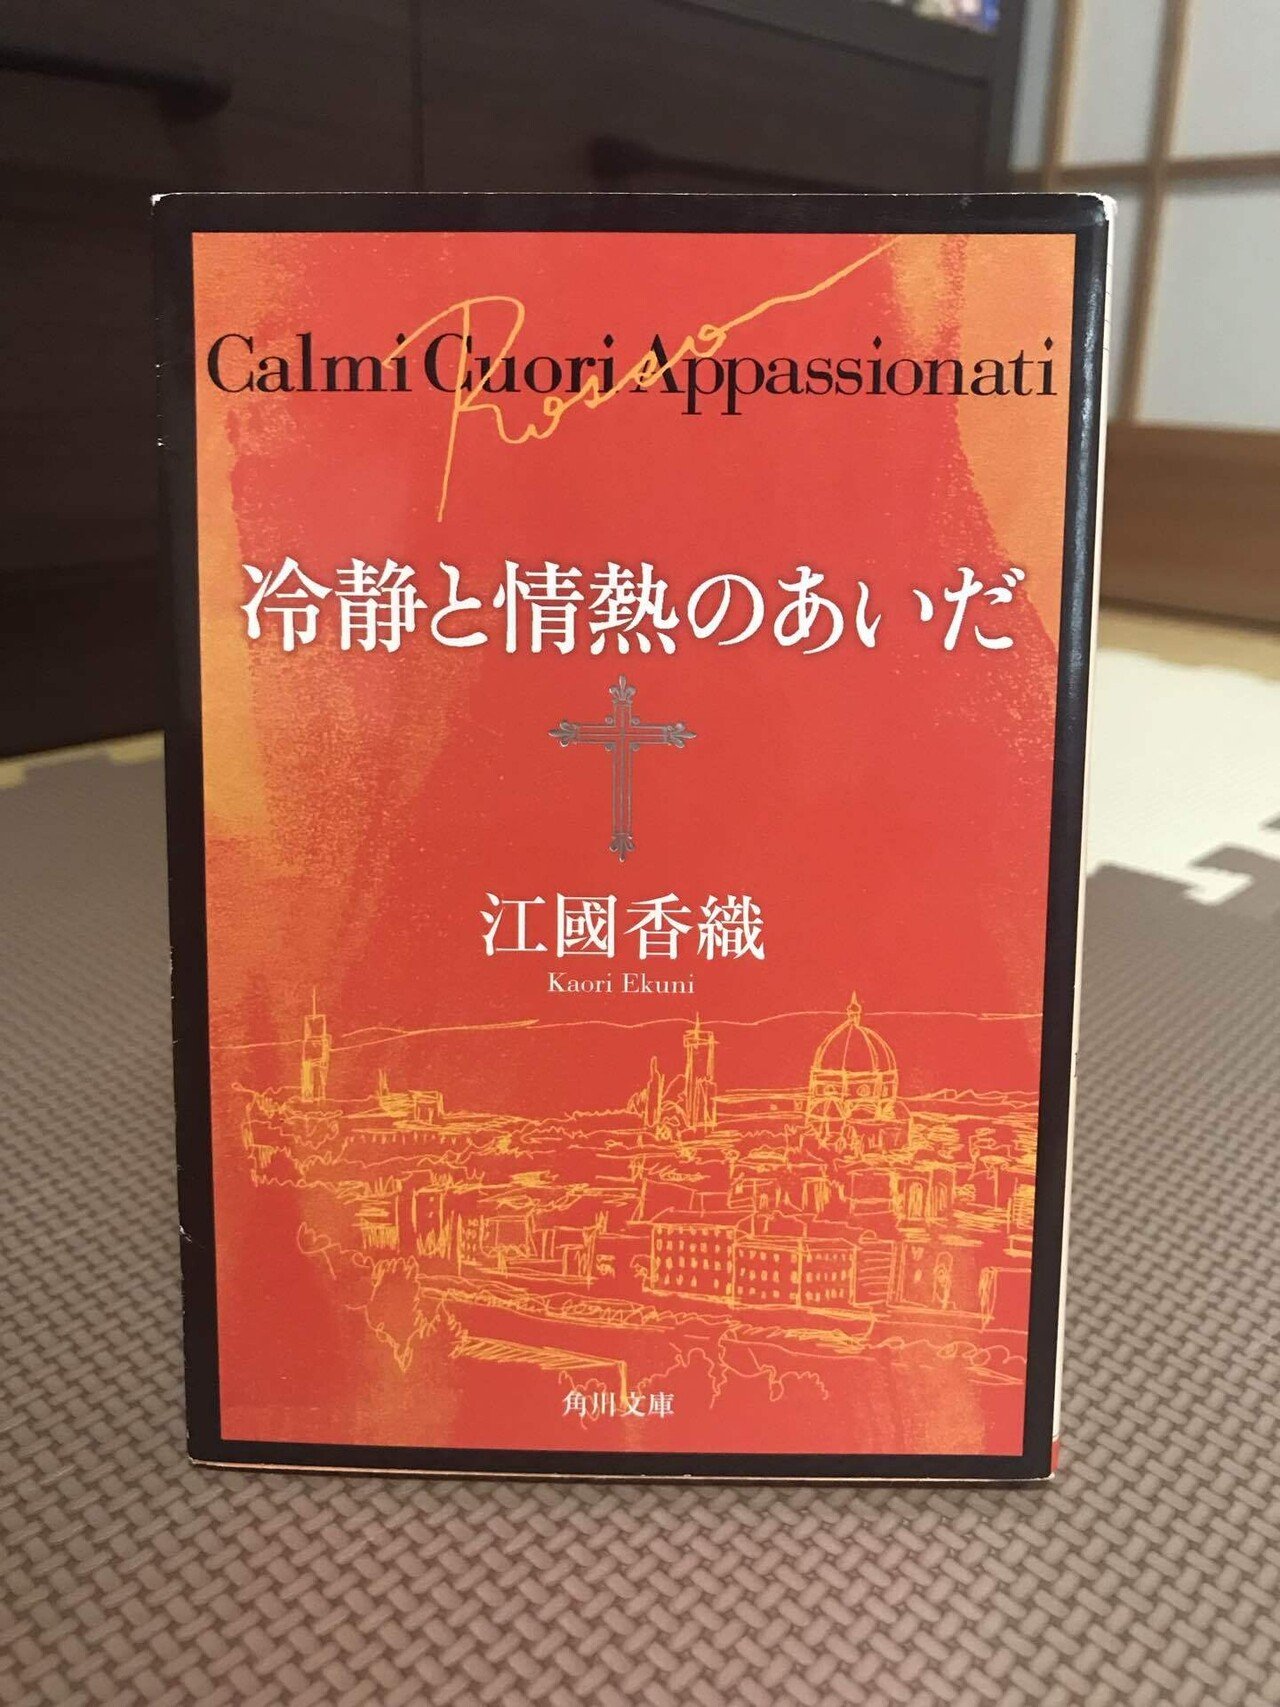 Calmi Cuori Appassionati
Rosso
冷静と情熱のあいだ
江國香織
Kaori Ekuni
角川文庫